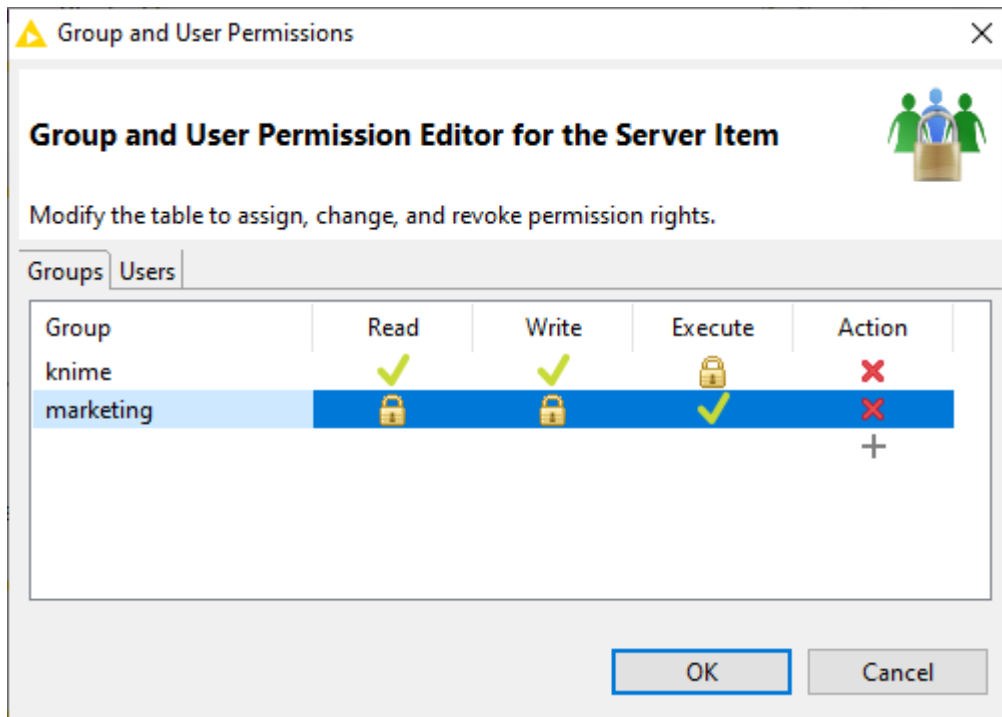 Group and User Permissions
Group and User Permission Editor for the Server Item
Modify the table to assign, change, and revoke permission rights.
Groups Users
Group Read Write Execute Action
knime
marketing
OK Cancel